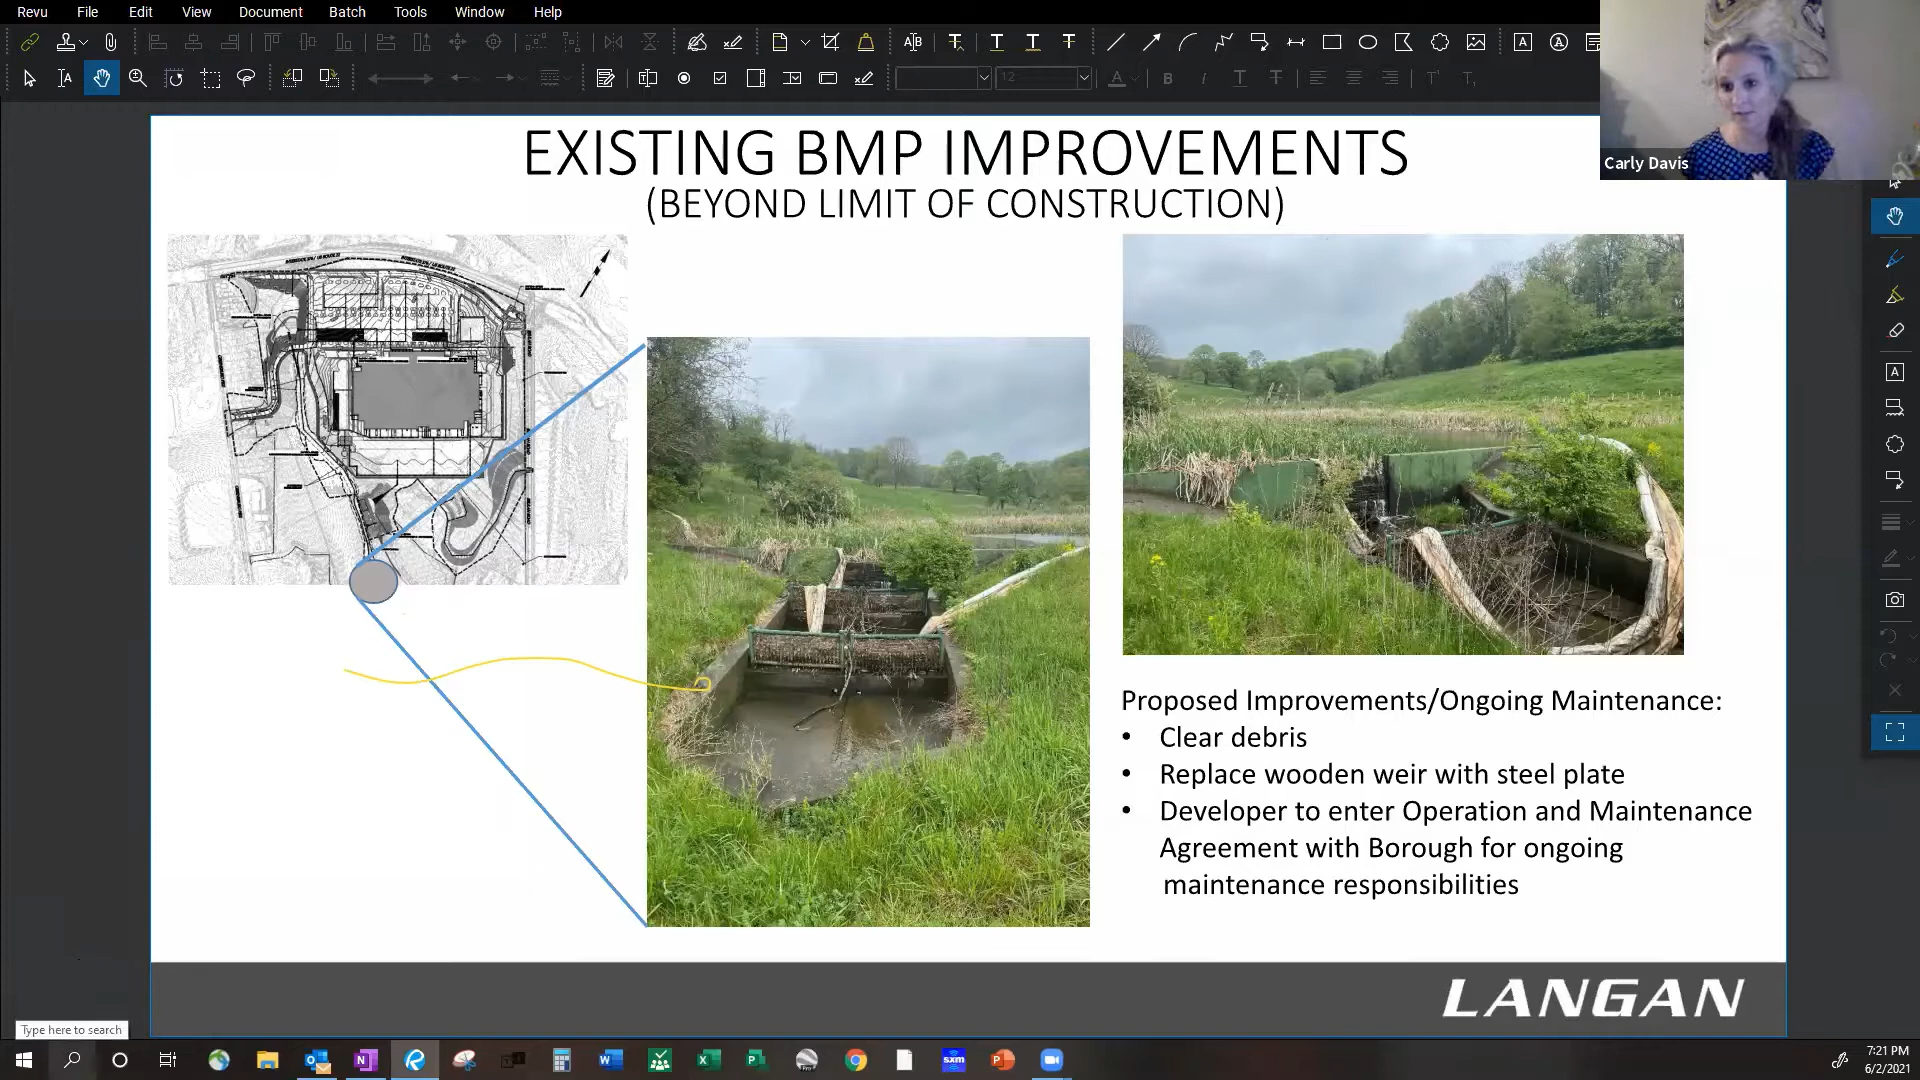 Revu File Edit View Document Batch Tools Window Help
12
Carly Davis
EXISTING BMP IMPROVEMENTS
(BEYOND LIMIT OF CONSTRUCTION)
Proposed Improvements/Ongoing Maintenance:
• Clear debris
• Replace wooden weir with steel plate
• Developer to enter Operation and Maintenance
Agreement with Borough for ongoing
maintenance responsibilities
LANGAN
Type here to search
7:21 PM
6/2/2021